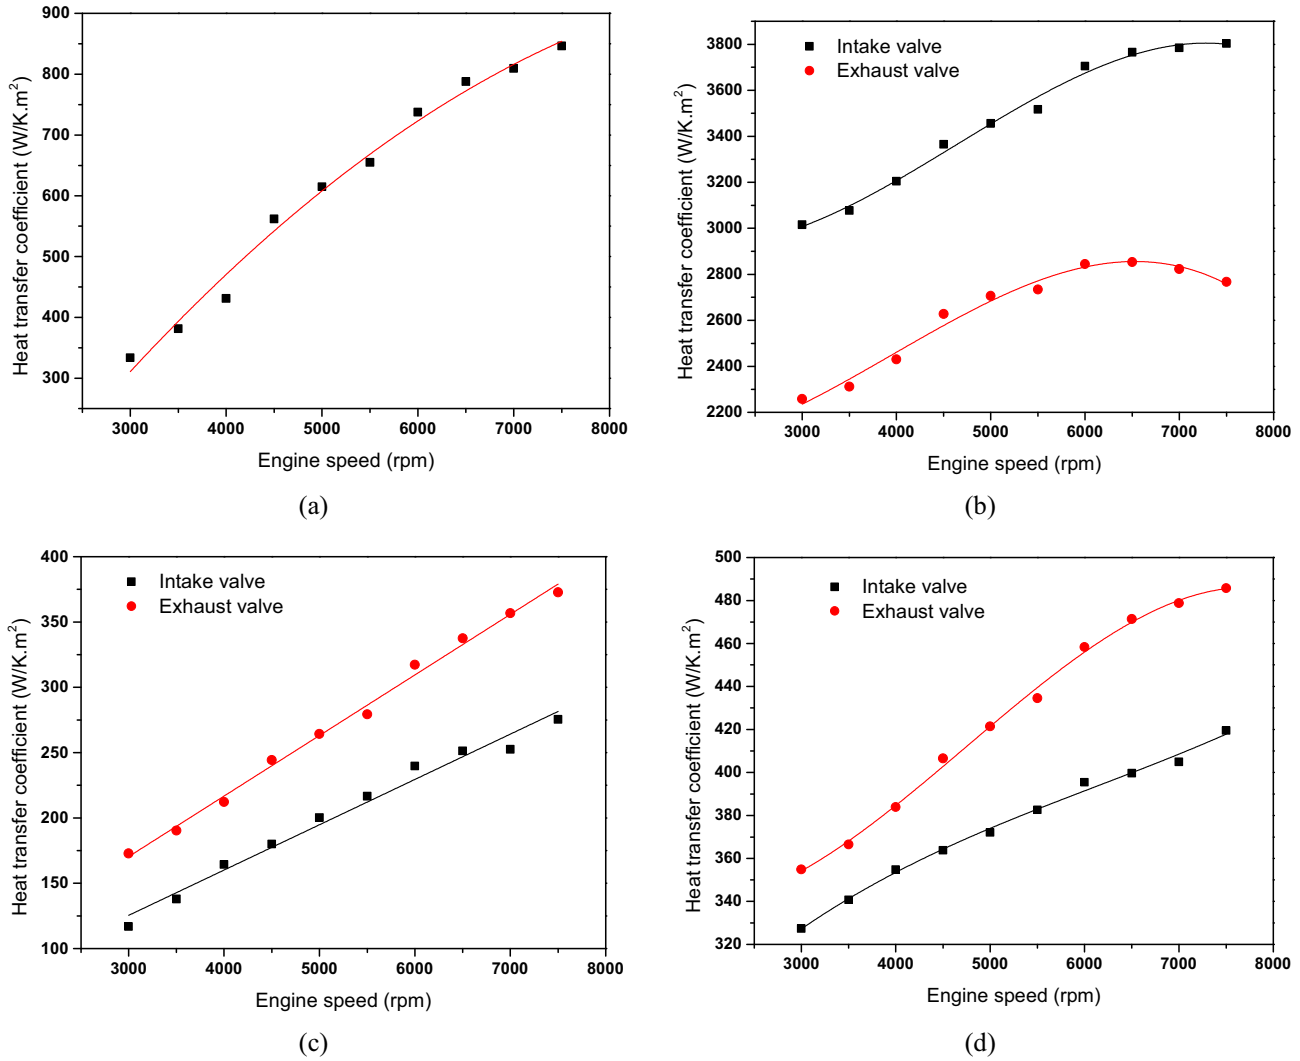 900
800
700
600
500
400
300
Heat transfer coefficient (W/K.m²)
3000 4000 5000 6000 7000 8000
Engine speed (rpm)
(a)
Intake valve
Exhaust valve
3800
3600
3400
3200
3000
2800
2600
2400
2200
Heat transfer coefficient (W/K.m²)
3000 4000 5000 6000 7000 8000
Engine speed (rpm)
(b)
Intake valve
Exhaust valve
400
350
300
250
200
150
100
Heat transfer coefficient (W/K.m²)
3000 4000 5000 6000 7000 8000
Engine speed (rpm)
(c)
Intake valve
Exhaust valve
500
480
460
440
420
400
380
360
340
320
Heat transfer coefficient (W/K.m²)
3000 4000 5000 6000 7000 8000
Engine speed (rpm)
(d)